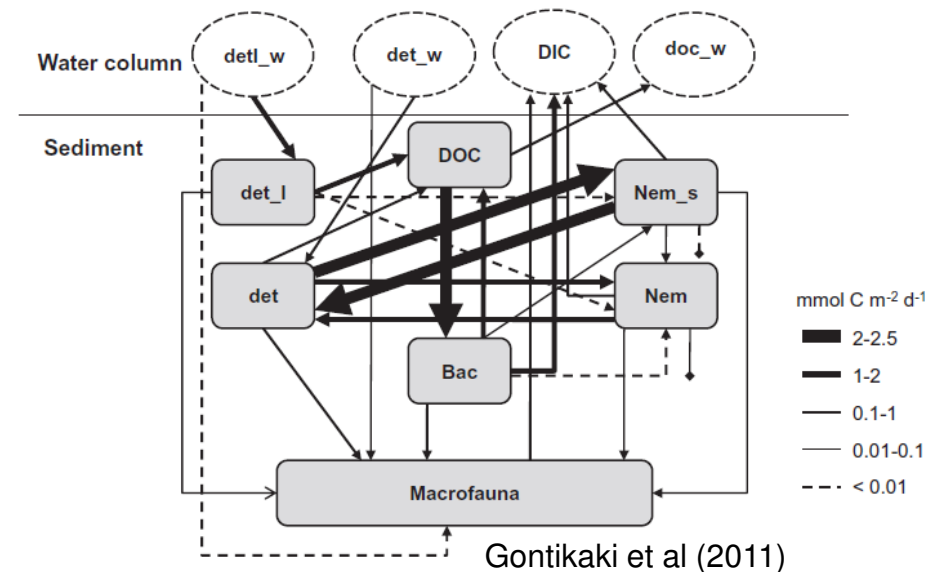 Water column
detl_w
det_w
DIC
doc_w
Sediment
det_l
DOC
Nem_s
det
Nem
Bac
Macrofauna
mmol C m-2 d-1
2-2.5
1-2
0.1-1
0.01-0.1
< 0.01
Gontikaki et al (2011)